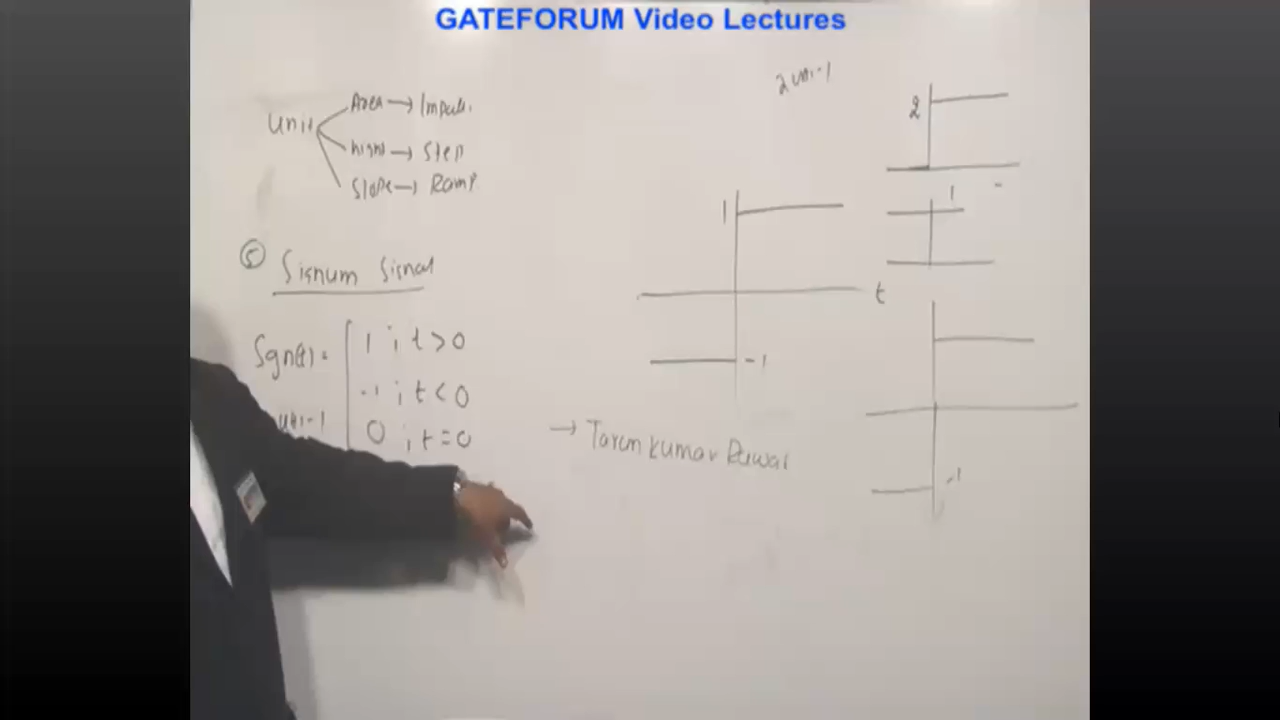 GATEFORUM Video Lectures
Unit
Area → Impuls.
hight → Step
Slope → Ramp
⑤ Signum Signal
Sgn(t) =
1 ; t > 0
-1 ; t < 0
0 ; t = 0
2u(t)-1
1
t
-1
2
1
-
-1
→ Tarun kumar Rawat